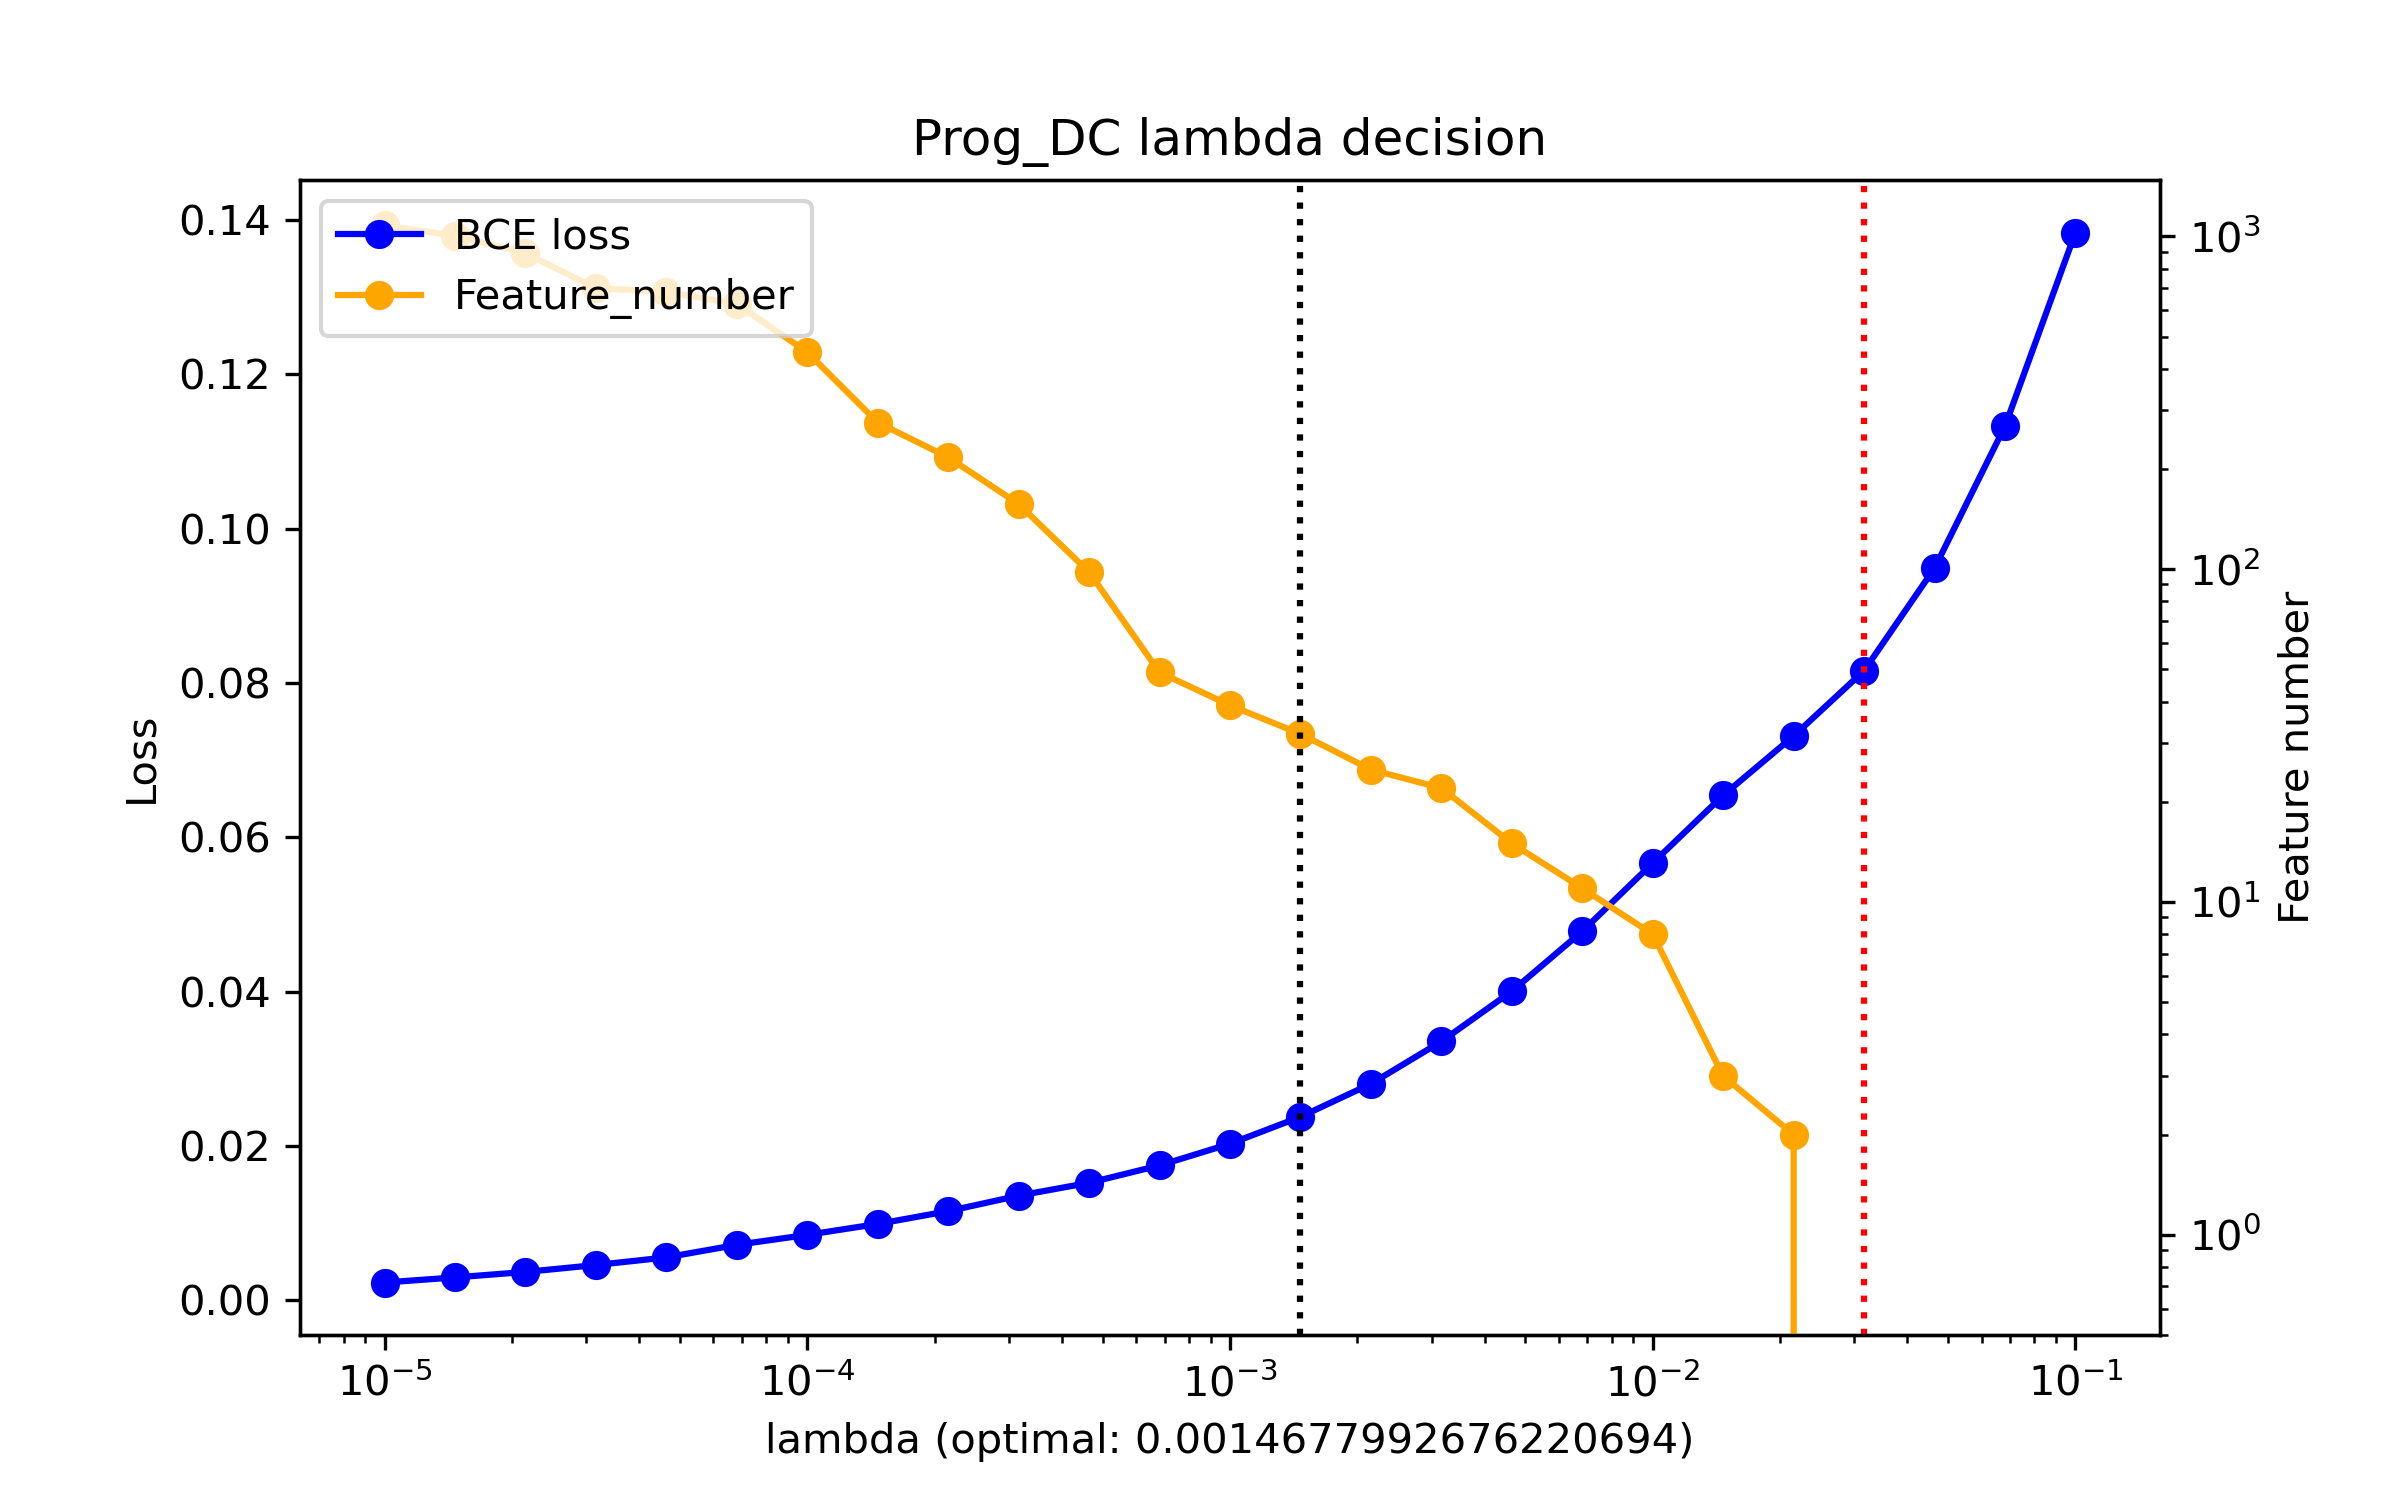 Prog_DC lambda decision
BCE loss
Feature_number
0.14
0.12
0.10
0.08
0.06
0.04
0.02
0.00
Loss
10³
10²
10¹
10⁰
Feature number
10⁻⁵ 10⁻⁴ 10⁻³ 10⁻² 10⁻¹
lambda (optimal: 0.0014677992676220694)